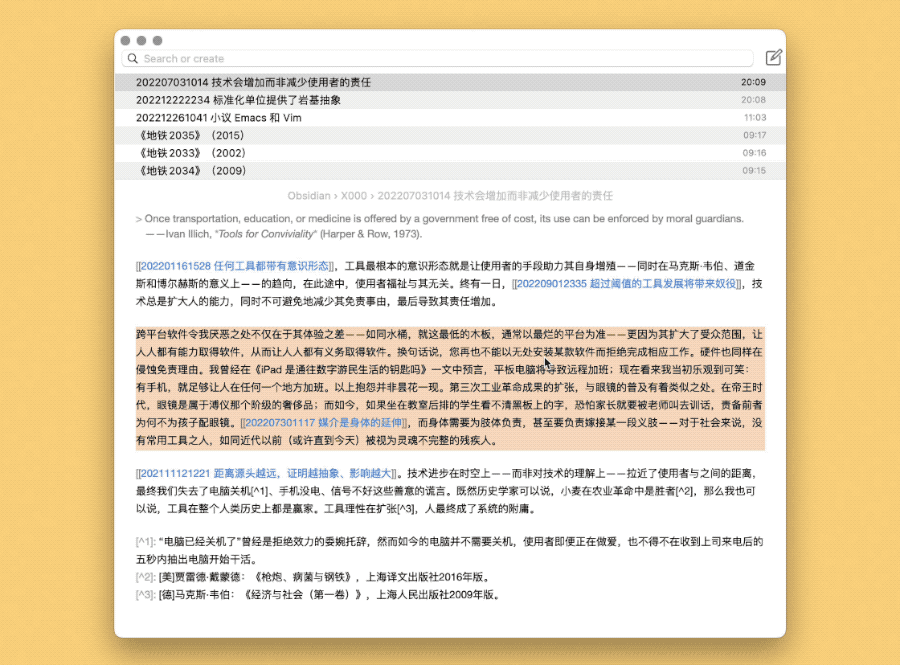 Search or create
202207031014 技术会增加而非减少使用者的责任 20:09
202212222234 标准化单位提供了岩基抽象 20:08
202212261041 小议 Emacs 和 Vim 11:03
《地铁2035》（2015） 09:17
《地铁2033》（2002） 09:16
《地铁2034》（2009） 09:15
Obsidian › X000 › 202207031014 技术会增加而非减少使用者的责任
> Once transportation, education, or medicine is offered by a government free of cost, its use can be enforced by moral guardians.
——Ivan Illich, "Tools for Conviviality" (Harper & Row, 1973).
[[202201161528 任何工具都带有意识形态]]，工具最根本的意识形态就是让使用者的手段助力其自身增殖——同时在马克斯·韦伯、道金
斯和博尔赫斯的意义上——的趋向，在此途中，使用者福祉与其无关。终有一日，[[202209012335 超过阈值的工具发展将带来奴役]]，技
术总是扩大人的能力，同时不可避免地减少其免责事由，最后导致其责任增加。
跨平台软件令我厌恶之处不仅在于其体验之差——如同水桶，就这最低的木板，通常以最烂的平台为准——更因为其扩大了受众范围，让
人人都有能力取得软件，从而让人人都有义务取得软件。换句话说，您再也不能以无处安装某款软件而拒绝完成相应工作。硬件也同样在
侵蚀免责理由。我曾经在《iPad 是通往数字游民生活的钥匙吗》一文中预言，平板电脑将导致远程加班；现在看来我当初乐观到可笑：
有手机，就足够让人在任何一个地方加班。以上抱怨并非昙花一现。第三次工业革命成果的扩张，与眼镜的普及有着类似之处。在帝王时
代，眼镜是属于溥仪那个阶级的奢侈品；而如今，如果坐在教室后排的学生看不清黑板上的字，恐怕家长就要被老师叫去训话，责备前者
为何不为孩子配眼镜。[[202207301117 媒介是身体的延伸]]，而身体需要为肢体负责，甚至要负责嫁接某一段义肢——对于社会来说，没
有常用工具之人，如同近代以前（或许直到今天）被视为灵魂不完整的残疾人。
[[202111121221 距离源头越远，证明越抽象、影响越大]]。技术进步在时空上——而非对技术的理解上——拉近了使用者与之间的距离，
最终我们失去了电脑关机[^1]、手机没电、信号不好这些善意的谎言。既然历史学家可以说，小麦在农业革命中是胜者[^2]，那么我也可
以说，工具在整个人类历史上都是赢家。工具理性在扩张[^3]，人最终成了系统的附庸。
[^1]: “电脑已经关机了”曾经是拒绝效力的委婉托辞，然而如今的电脑并不需要关机，使用者即便正在做爱，也不得不在收到上司来电后的
五秒内抽出电脑开始干活。
[^2]: [美]贾雷德·戴蒙德：《枪炮、病菌与钢铁》，上海译文出版社2016年版。
[^3]: [德]马克斯·韦伯：《经济与社会（第一卷）》，上海人民出版社2009年版。